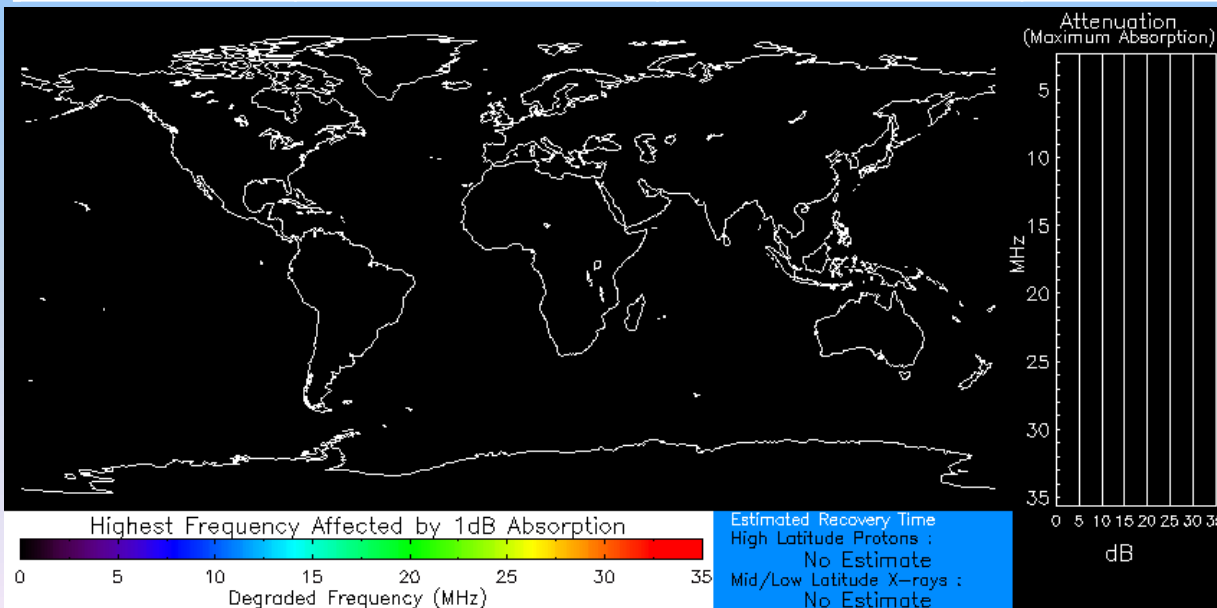 Attenuation
(Maximum Absorption)
5
10
15
20
25
30
35
MHz
0 5 10 15 20 25 30 35
dB
Highest Frequency Affected by 1dB Absorption
0 5 10 15 20 25 30 35
Degraded Frequency (MHz)
Estimated Recovery Time
High Latitude Protons :
No Estimate
Mid/Low Latitude X-rays :
No Estimate